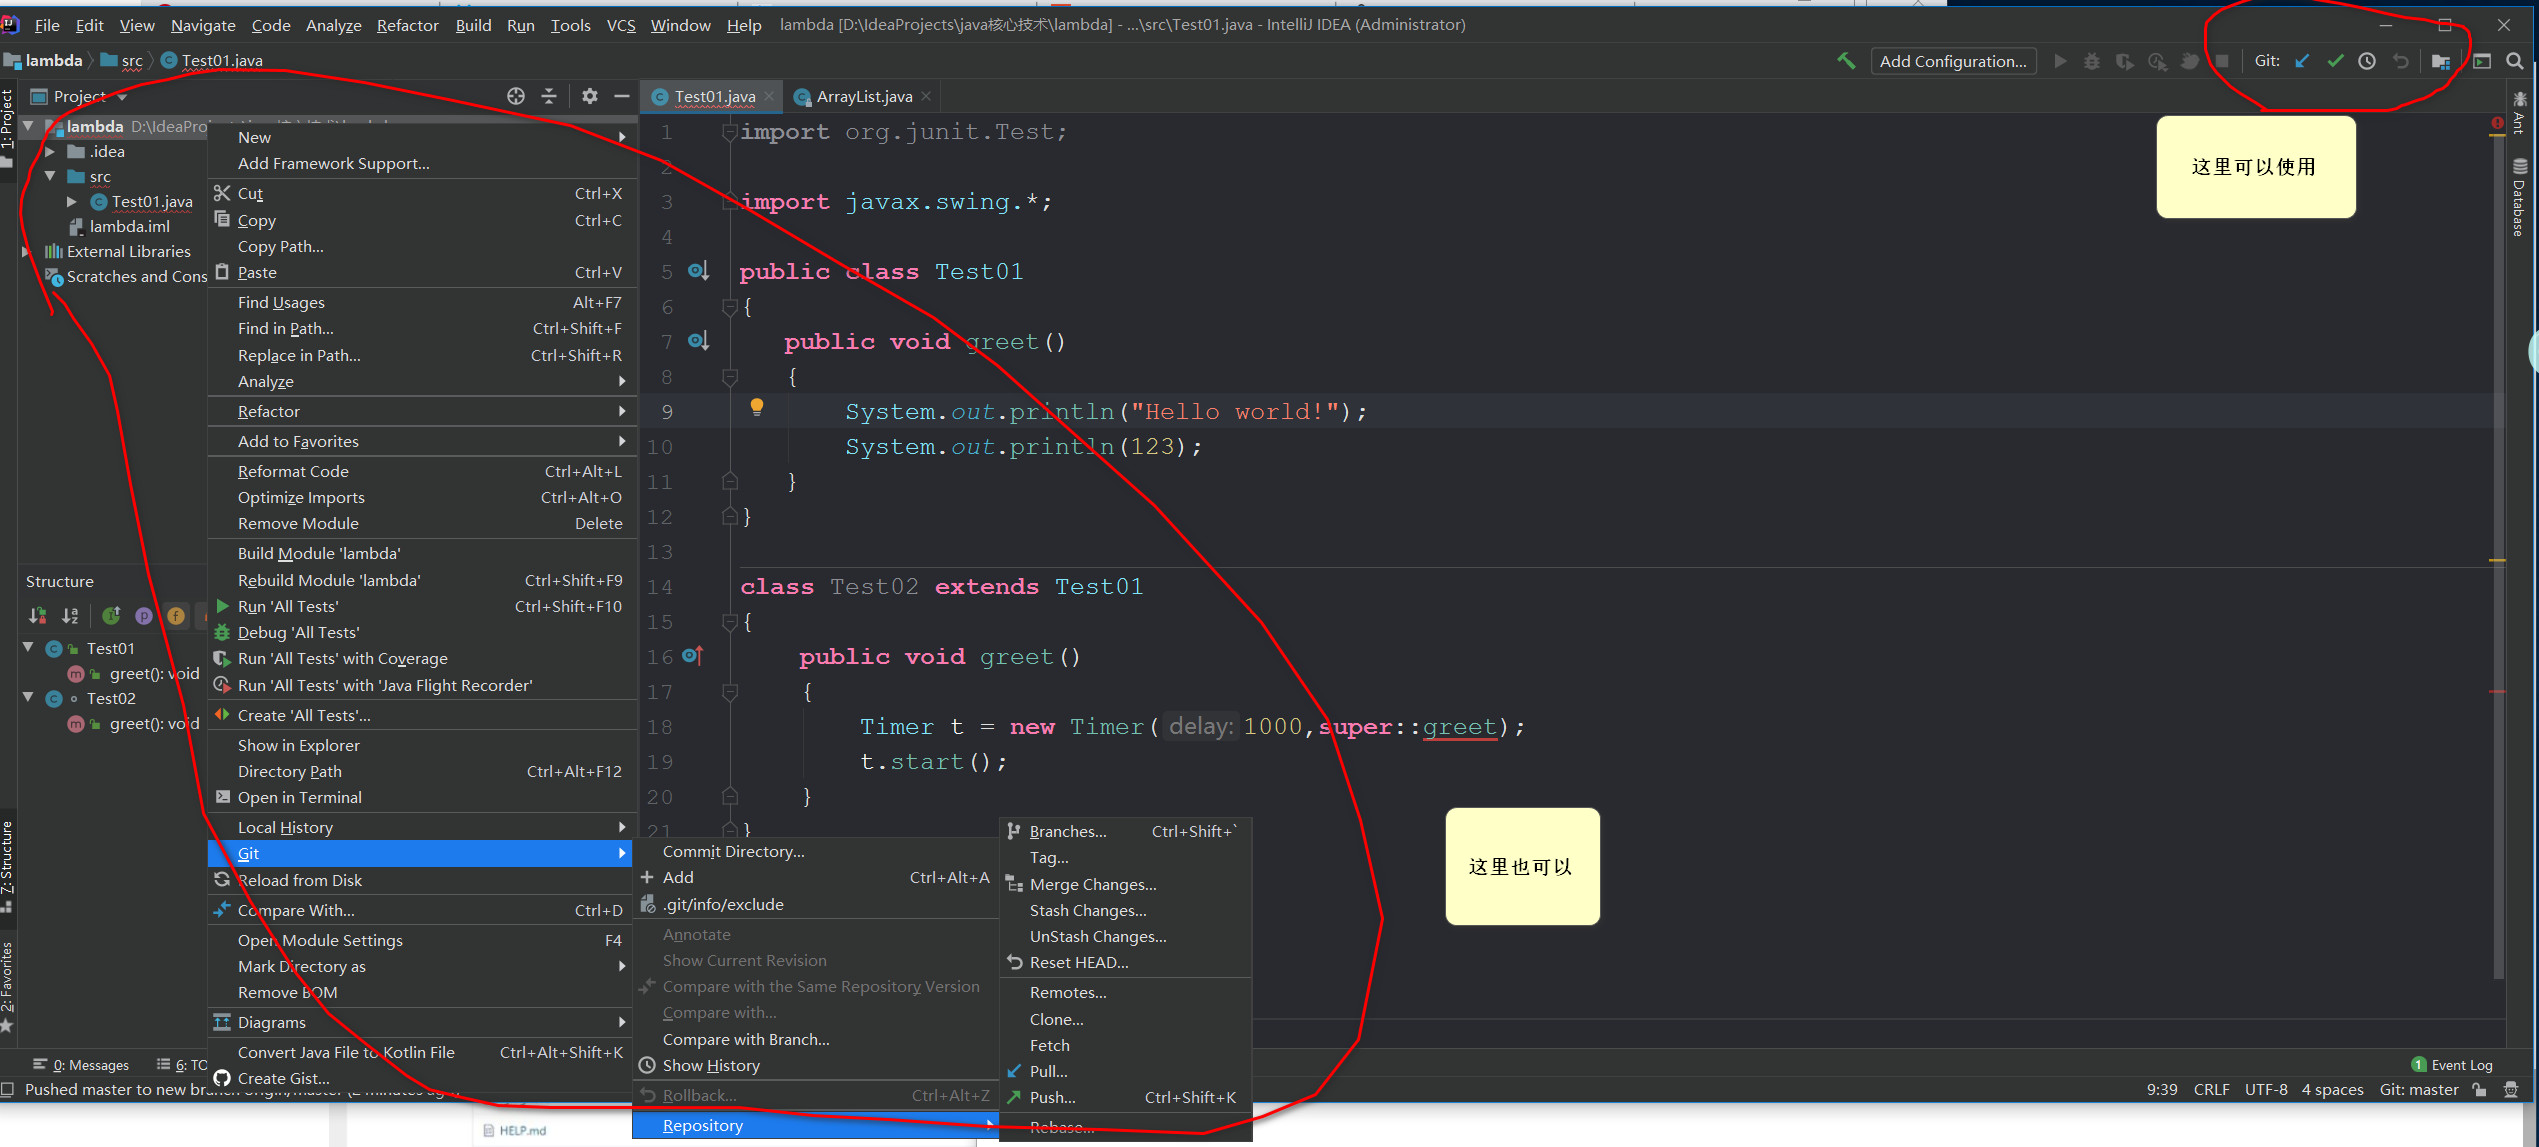 File Edit View Navigate Code Analyze Refactor Build Run Tools VCS Window Help lambda [D:\IdeaProjects\java核心技术\lambda] - ...\src\Test01.java - IntelliJ IDEA (Administrator)
lambda src Test01.java
Add Configuration... Git:
Project
Test01.java ArrayList.java
1: Project
lambda
.idea
src
Test01.java
lambda.iml
External Libraries
Scratches and Cons
Structure
Test01
greet(): void
Test02
greet(): void
7: Structure
2: Favorites
New
Add Framework Support...
Cut Ctrl+X
Copy Ctrl+C
Copy Path...
Paste Ctrl+V
Find Usages Alt+F7
Find in Path... Ctrl+Shift+F
Replace in Path... Ctrl+Shift+R
Analyze
Refactor
Add to Favorites
Reformat Code Ctrl+Alt+L
Optimize Imports Ctrl+Alt+O
Remove Module Delete
Build Module 'lambda'
Rebuild Module 'lambda' Ctrl+Shift+F9
Run 'All Tests' Ctrl+Shift+F10
Debug 'All Tests'
Run 'All Tests' with Coverage
Run 'All Tests' with 'Java Flight Recorder'
Create 'All Tests'...
Show in Explorer
Directory Path Ctrl+Alt+F12
Open in Terminal
Local History
Git
Reload from Disk
Compare With... Ctrl+D
Open Module Settings F4
Mark Directory as
Remove BOM
Diagrams
Convert Java File to Kotlin File Ctrl+Alt+Shift+K
Create Gist...
Commit Directory...
Add Ctrl+Alt+A
.git/info/exclude
Annotate
Show Current Revision
Compare with the Same Repository Version
Compare with...
Compare with Branch...
Show History
Rollback... Ctrl+Alt+Z
Repository
Branches... Ctrl+Shift+`
Tag...
Merge Changes...
Stash Changes...
UnStash Changes...
Reset HEAD...
Remotes...
Clone...
Fetch
Pull...
Push... Ctrl+Shift+K
Rebase...
1 import org.junit.Test;
2
3 import javax.swing.*;
4
5 public class Test01
6 {
7 public void greet()
8 {
9 System.out.println("Hello world!");
10 System.out.println(123);
11 }
12 }
13
14 class Test02 extends Test01
15 {
16 public void greet()
17 {
18 Timer t = new Timer( delay: 1000,super::greet);
19 t.start();
20 }
21 }
这里可以使用
这里也可以
Ant
Database
0: Messages 6: TO
1 Event Log
Pushed master to new
9:39 CRLF UTF-8 4 spaces Git: master
HELP.md